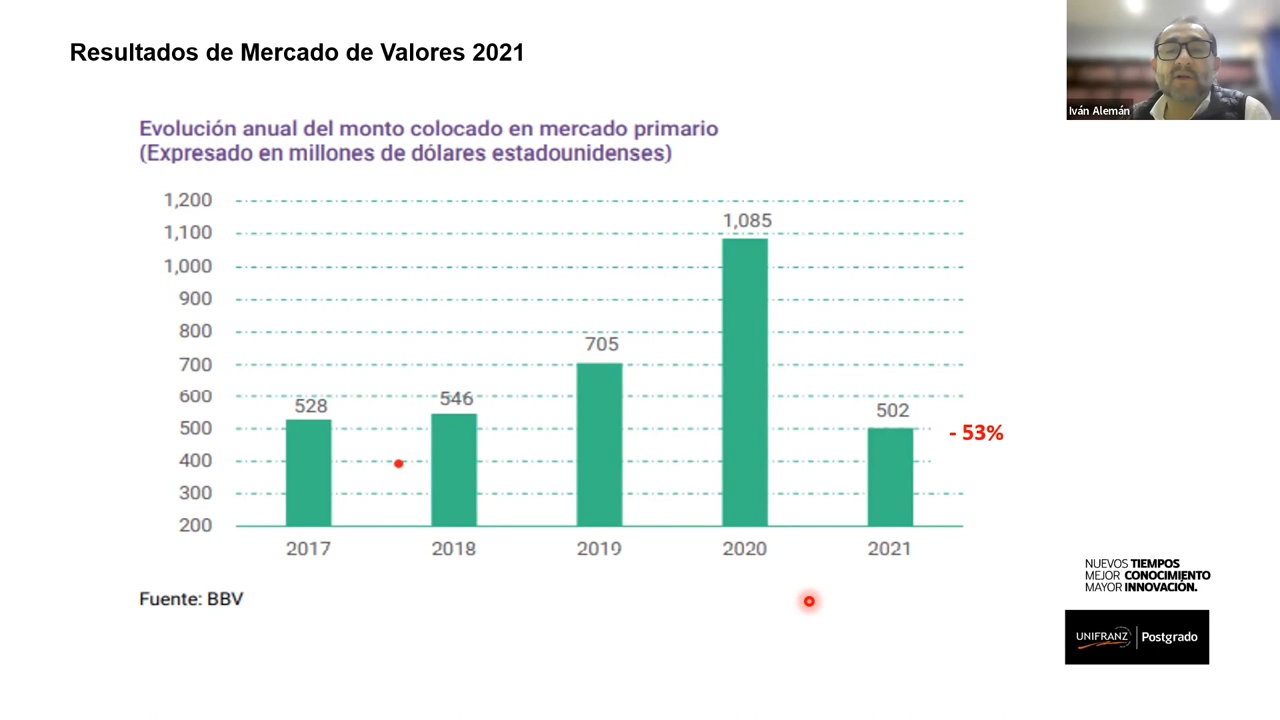 Resultados de Mercado de Valores 2021
Iván Alemán
Evolución anual del monto colocado en mercado primario
(Expresado en millones de dólares estadounidenses)
1,200
1,100
1,000
900
800
700
600
500
400
300
200
528
546
705
1,085
502
- 53%
2017
2018
2019
2020
2021
Fuente: BBV
NUEVOS TIEMPOS
MEJOR CONOCIMIENTO
MAYOR INNOVACIÓN.
UNIFRANZ Postgrado